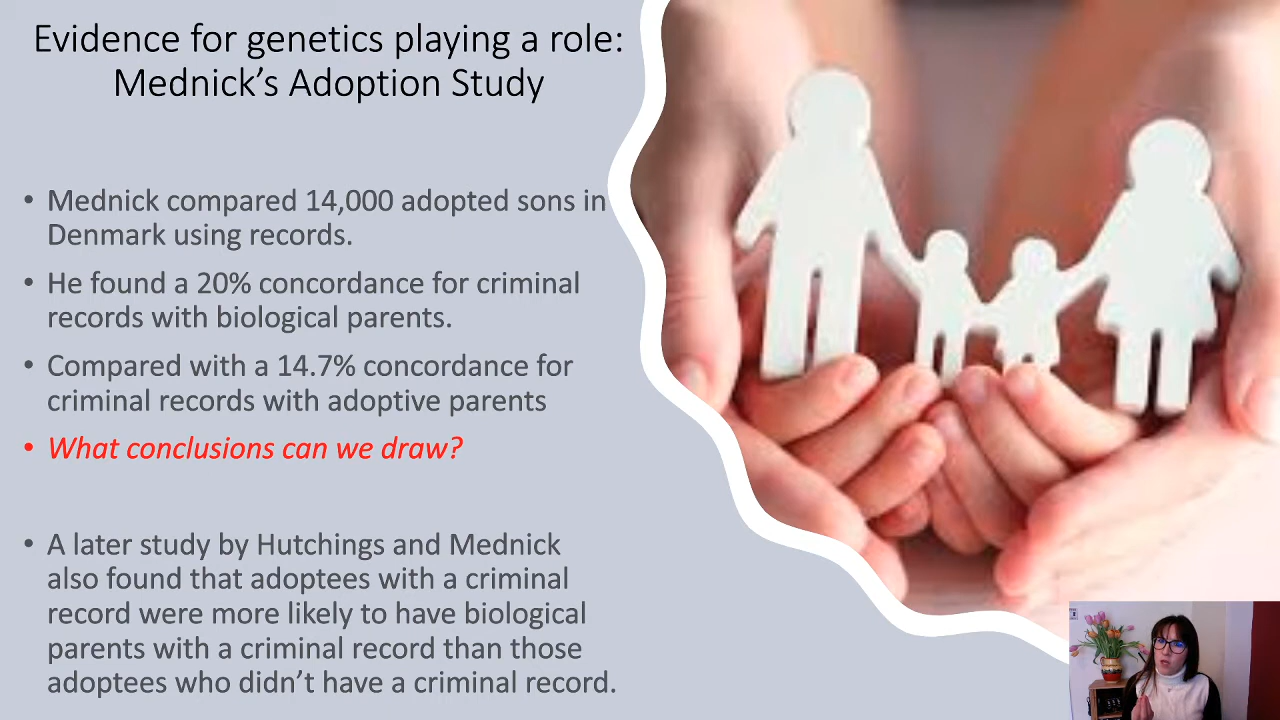 Evidence for genetics playing a role:
Mednick’s Adoption Study
• Mednick compared 14,000 adopted sons in
Denmark using records.
• He found a 20% concordance for criminal
records with biological parents.
• Compared with a 14.7% concordance for
criminal records with adoptive parents
• What conclusions can we draw?
• A later study by Hutchings and Mednick
also found that adoptees with a criminal
record were more likely to have biological
parents with a criminal record than those
adoptees who didn’t have a criminal record.